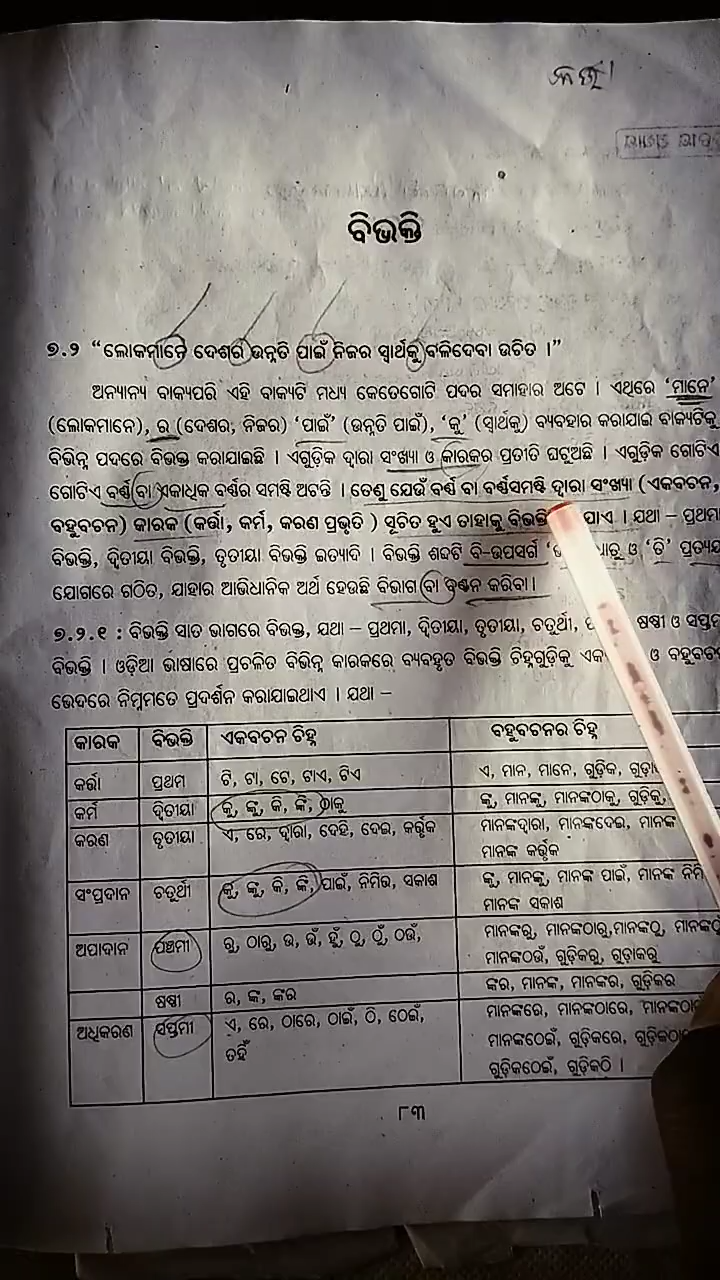 ବିଭକ୍ତି
୭.୨ “ଲୋକମାନେ ଦେଶର ଉନ୍ନତି ପାଇଁ ନିଜର ସ୍ୱାର୍ଥକୁ ବଳିଦେବା ଉଚିତ ।”
ଅନ୍ୟାନ୍ୟ ବାକ୍ୟପରି ଏହି ବାକ୍ୟଟି ମଧ୍ୟ କେତେଗୋଟି ପଦର ସମାହାର ଅଟେ । ଏଥିରେ ‘ମାନେ’
(ଲୋକମାନେ), ର (ଦେଶର, ନିଜର) ‘ପାଇଁ’ (ଉନ୍ନତି ପାଇଁ), ‘କୁ’ (ସ୍ୱାର୍ଥକୁ) ବ୍ୟବହାର କରାଯାଇ ବାକ୍ୟଟିକୁ
ବିଭିନ୍ନ ପଦରେ ବିଭକ୍ତ କରାଯାଇଛି । ଏଗୁଡ଼ିକ ଦ୍ୱାରା ସଂଖ୍ୟା ଓ କାରକର ପ୍ରତୀତି ଘଟୁଅଛି । ଏଗୁଡ଼ିକ ଗୋଟିଏ
ଗୋଟିଏ ବର୍ଣ୍ଣ ବା ଏକାଧିକ ବର୍ଣ୍ଣର ସମଷ୍ଟି ଅଟନ୍ତି । ତେଣୁ ଯେଉଁ ବର୍ଣ୍ଣ ବା ବର୍ଣ୍ଣସମଷ୍ଟି ଦ୍ୱାରା ସଂଖ୍ୟା (ଏକବଚନ,
ବହୁବଚନ) କାରକ (କର୍ତ୍ତା, କର୍ମ, କରଣ ପ୍ରଭୃତି ) ସୂଚିତ ହୁଏ ତାହାକୁ ବିଭକ୍ତି ଯାଏ । ଯଥା – ପ୍ରଥମା
ବିଭକ୍ତି, ଦ୍ୱିତୀୟା ବିଭକ୍ତି, ତୃତୀୟା ବିଭକ୍ତି ଇତ୍ୟାଦି । ବିଭକ୍ତି ଶବ୍ଦଟି ବି-ଉପସର୍ଗ ଓ ‘ତି’ ପ୍ରତ୍ୟୟ
ଯୋଗରେ ଗଠିତ, ଯାହାର ଆଭିଧାନିକ ଅର୍ଥ ହେଉଛି ବିଭାଗ ବା ବଣ୍ଟନ କରିବା ।
୭.୨.୧ : ବିଭକ୍ତି ସାତ ଭାଗରେ ବିଭକ୍ତ, ଯଥା – ପ୍ରଥମା, ଦ୍ୱିତୀୟା, ତୃତୀୟା, ଚତୁର୍ଥୀ, ଷଷ୍ଠୀ ଓ ସପ୍ତମୀ
ବିଭକ୍ତି । ଓଡ଼ିଆ ଭାଷାରେ ପ୍ରଚଳିତ ବିଭିନ୍ନ କାରକରେ ବ୍ୟବହୃତ ବିଭକ୍ତି ଚିହ୍ନଗୁଡ଼ିକୁ ଓ ବହୁବଚନ
ଭେଦରେ ନିମ୍ନମତେ ପ୍ରଦର୍ଶନ କରାଯାଇଥାଏ । ଯଥା –
କାରକ ବିଭକ୍ତି ଏକବଚନ ଚିହ୍ନ ବହୁବଚନର ଚିହ୍ନ
କର୍ତ୍ତା ପ୍ରଥମ ଟି, ଟା, ଟେ, ଟାଏ, ଟିଏ ଏ, ମାନ, ମାନେ, ଗୁଡ଼ିକ,
କର୍ମ ଦ୍ୱିତୀୟା କୁ, ଙ୍କୁ, କି, ଙ୍କି, ଠାକୁ ଙ୍କୁ, ମାନଙ୍କୁ, ମାନଙ୍କଠାକୁ, ଗୁଡ଼ିକୁ,
କରଣ ତୃତୀୟା ଏ, ରେ, ଦ୍ୱାରା, ଦେହି, ଦେଇ, କର୍ତ୍ତୃକ ମାନଙ୍କଦ୍ୱାରା, ମାନଙ୍କଦେଇ, ମାନଙ୍କ
ମାନଙ୍କ କର୍ତ୍ତୃକ
ସଂପ୍ରଦାନ ଚତୁର୍ଥୀ କୁ, ଙ୍କୁ, କି, ଙ୍କି, ପାଇଁ, ନିମିତ୍ତ, ସକାଶ ଙ୍କୁ, ମାନଙ୍କୁ, ମାନଙ୍କ ପାଇଁ, ମାନଙ୍କ
ମାନଙ୍କ ସକାଶ
ଅପାଦାନ ପଞ୍ଚମୀ ରୁ, ଠାରୁ, ଉ, ଉଁ, ହୁଁ, ଠୁ, ଠୁଁ, ଠଉଁ, ମାନଙ୍କରୁ, ମାନଙ୍କଠାରୁ,ମାନଙ୍କଠୁ,
ମାନଙ୍କଠଉଁ, ଗୁଡ଼ିକରୁ, ଗୁଡ଼ାକରୁ
ଷଷ୍ଠୀ ର, ଙ୍କ, ଙ୍କର ଙ୍କର, ମାନଙ୍କ, ମାନଙ୍କର, ଗୁଡ଼ିକର
ଅଧିକରଣ ସପ୍ତମୀ ଏ, ରେ, ଠାରେ, ଠାଇଁ, ଠି, ଠେଇଁ, ମାନଙ୍କରେ, ମାନଙ୍କଠାରେ,
ତହିଁ ମାନଙ୍କଠେଇଁ, ଗୁଡ଼ିକରେ,
ଗୁଡ଼ିକଠେଇଁ, ଗୁଡ଼ିକଠି ।
୮୩